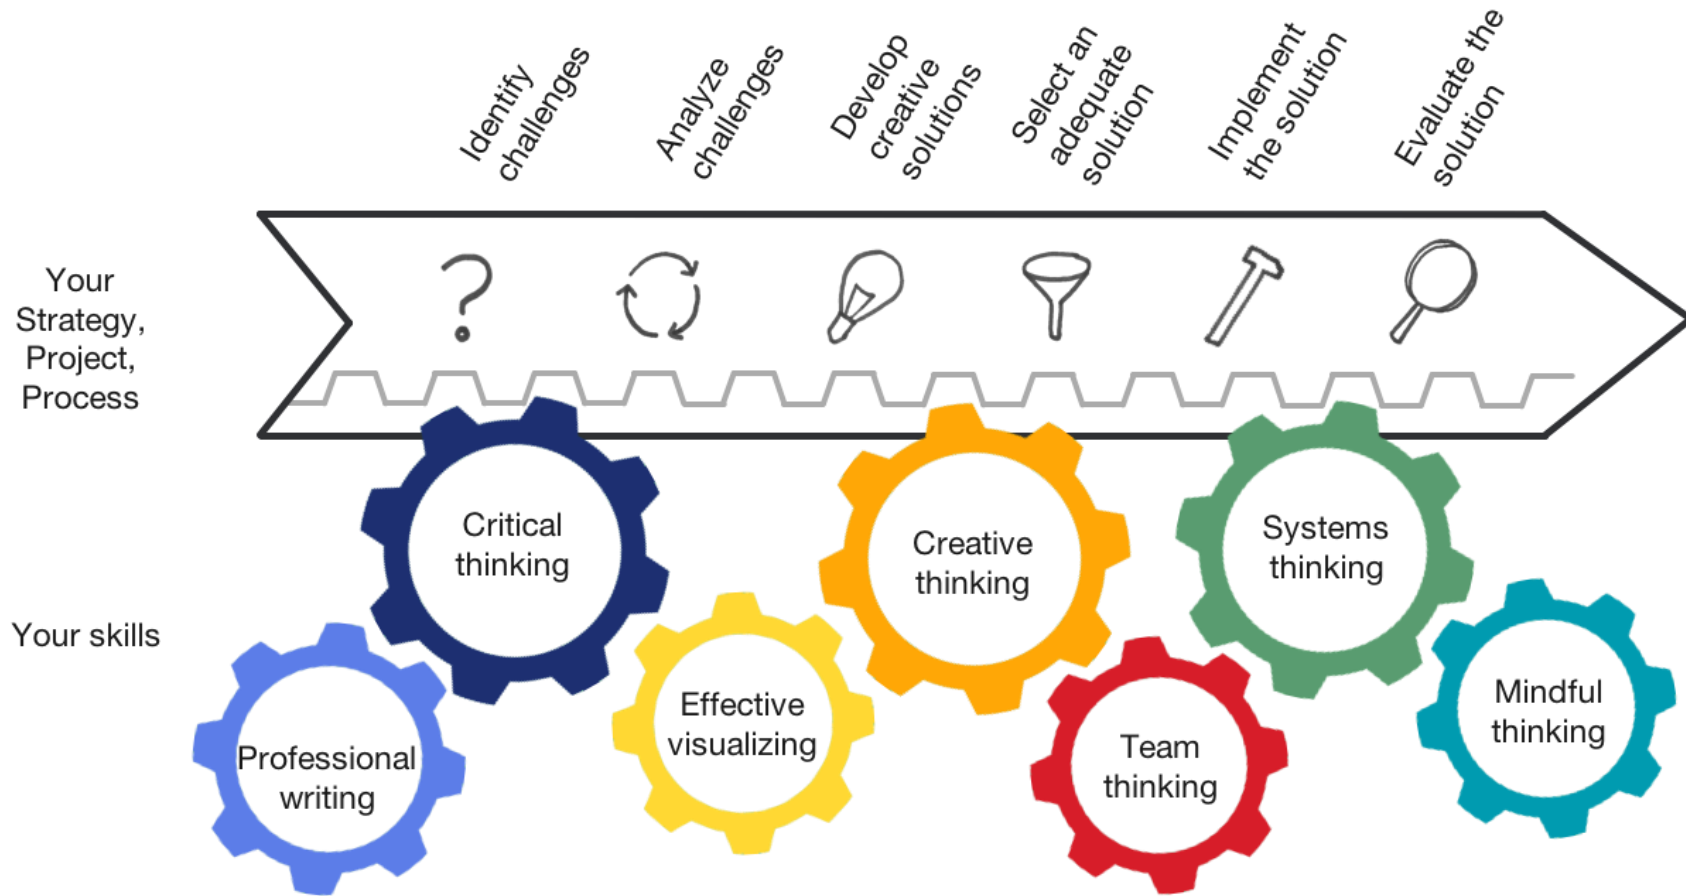 Identify
challenges
Analyze
challenges
Develop
creative
solutions
Select an
adequate
solution
Implement
the solution
Evaluate the
solution
Your
Strategy,
Project,
Process
Your skills
Professional
writing
Critical
thinking
Effective
visualizing
Creative
thinking
Team
thinking
Systems
thinking
Mindful
thinking